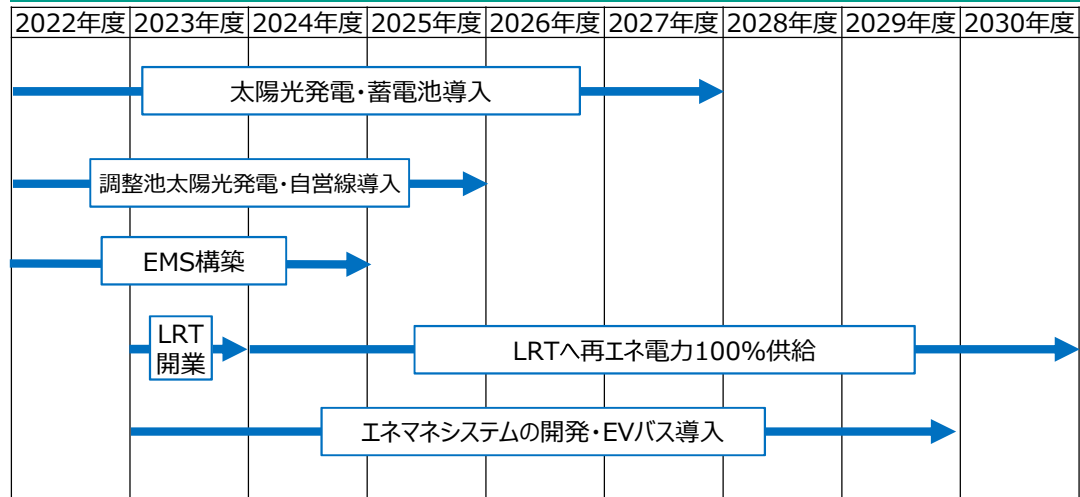 2022年度 2023年度 2024年度 2025年度 2026年度 2027年度 2028年度 2029年度 2030年度
太陽光発電・蓄電池導入
調整池太陽光発電・自営線導入
EMS構築
LRT
開業
LRTへ再エネ電力100%供給
エネマネシステムの開発・EVバス導入